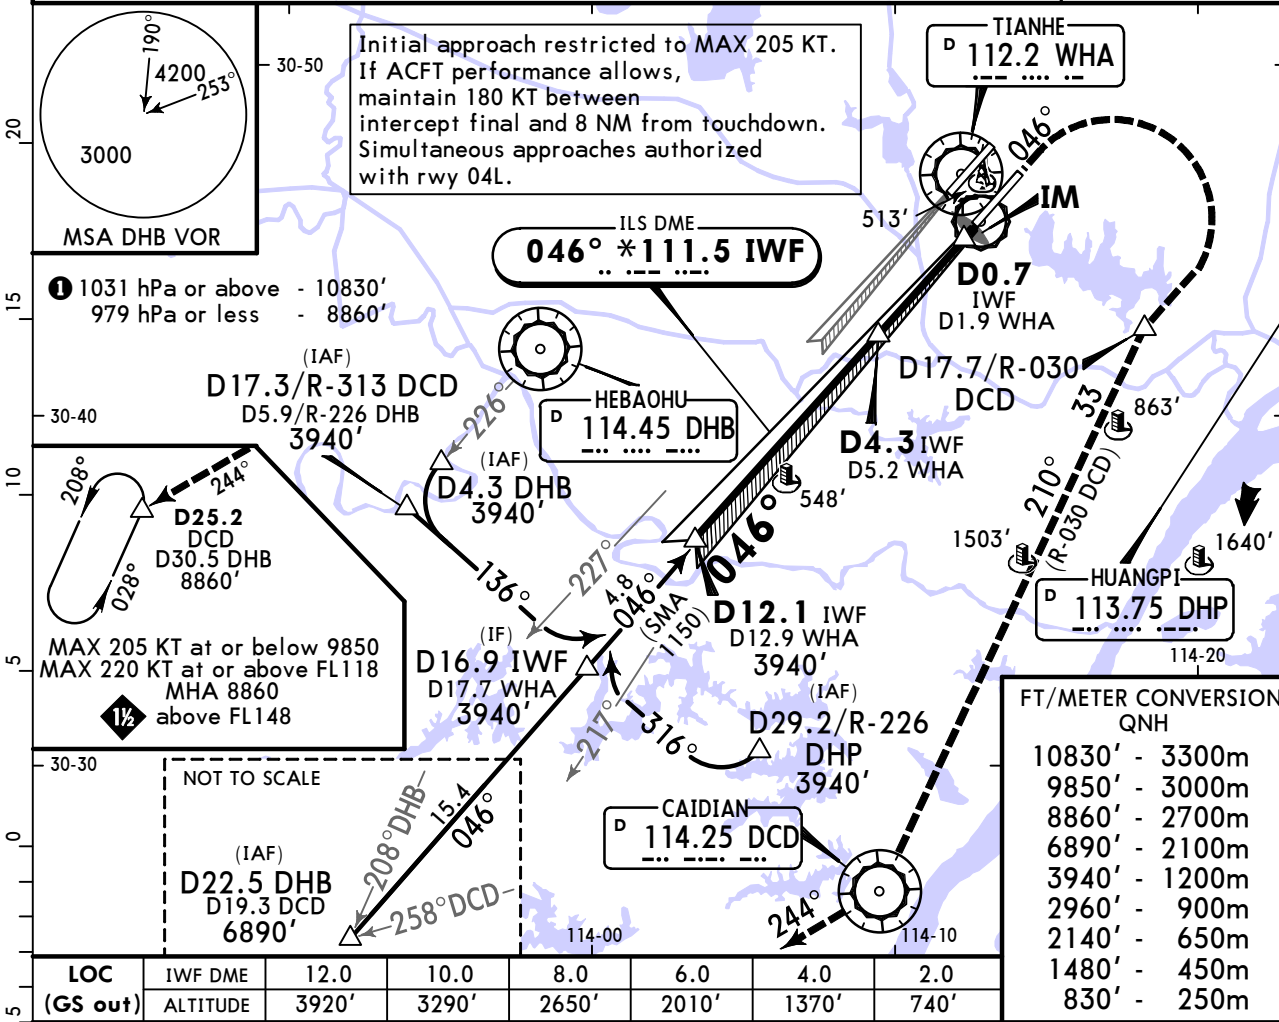 190°
4200
253°
3000
MSA DHB VOR
Initial approach restricted to MAX 205 KT.
If ACFT performance allows,
maintain 180 KT between
intercept final and 8 NM from touchdown.
Simultaneous approaches authorized
with rwy 04L.
TIANHE
D 112.2 WHA
046°
IM
513'
ILS DME
046° *111.5 IWF
D0.7
IWF
D1.9 WHA
1 1031 hPa or above - 10830'
979 hPa or less - 8860'
(IAF)
D17.3/R-313 DCD
D5.9/R-226 DHB
3940'
HEBAOHU
D 114.45 DHB
226°
(IAF)
D4.3 DHB
3940'
D17.7/R-030
DCD
33
863'
D4.3 IWF
D5.2 WHA
548'
210°
(R-030 DCD)
1503'
1640'
HUANGPI
D 113.75 DHP
208°
244°
D25.2
DCD
D30.5 DHB
8860'
028°
MAX 205 KT at or below 9850
MAX 220 KT at or above FL118
MHA 8860
1½ above FL148
136°
227°
4.8
046°
(SMA
1150)
046°
D12.1 IWF
D12.9 WHA
3940'
(IF)
D16.9 IWF
D17.7 WHA
3940'
217°
316°
(IAF)
D29.2/R-226
DHP
3940'
NOT TO SCALE
15.4
046°
208°DHB
258°DCD
(IAF)
D22.5 DHB
D19.3 DCD
6890'
CAIDIAN
D 114.25 DCD
244°
30-50
30-40
30-30
114-00
114-10
114-20
20
15
10
5
0
5
FT/METER CONVERSION
QNH
10830' - 3300m
9850' - 3000m
8860' - 2700m
6890' - 2100m
3940' - 1200m
2960' - 900m
2140' - 650m
1480' - 450m
830' - 250m
LOC IWF DME 12.0 10.0 8.0 6.0 4.0 2.0
(GS out) ALTITUDE 3920' 3290' 2650' 2010' 1370' 740'